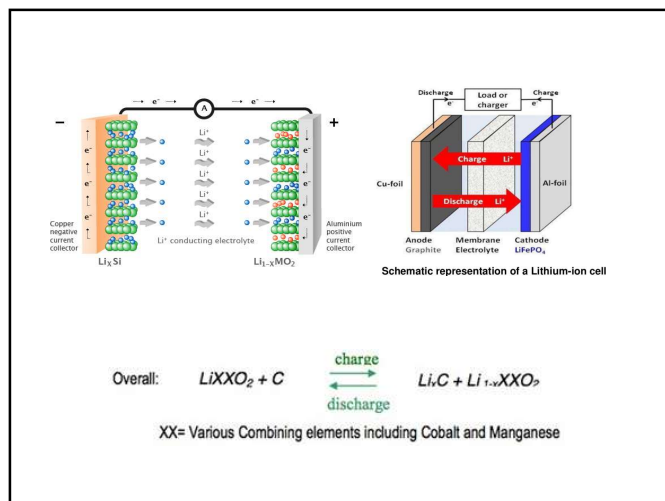 → e⁻ → → e⁻ →
A
−
+
Li⁺
Li⁺
Li⁺
Li⁺
Li⁺
e⁻
e⁻
e⁻
e⁻
e⁻
e⁻
Copper
negative
current
collector
Li⁺ conducting electrolyte
Aluminium
positive
current
collector
LiₓSi
Li₁₋ₓMO₂
Discharge
Load or
charger
Charge
e⁻
e⁻
Charge Li⁺
Cu-foil
Al-foil
Discharge Li⁺
Anode Membrane Cathode
Graphite Electrolyte LiFePO₄
Schematic representation of a Lithium-ion cell
charge
Overall: LiXXO₂ + C ⇄ LiₓC + Li ₁₋ₓXXO₂
discharge
XX= Various Combining elements including Cobalt and Manganese